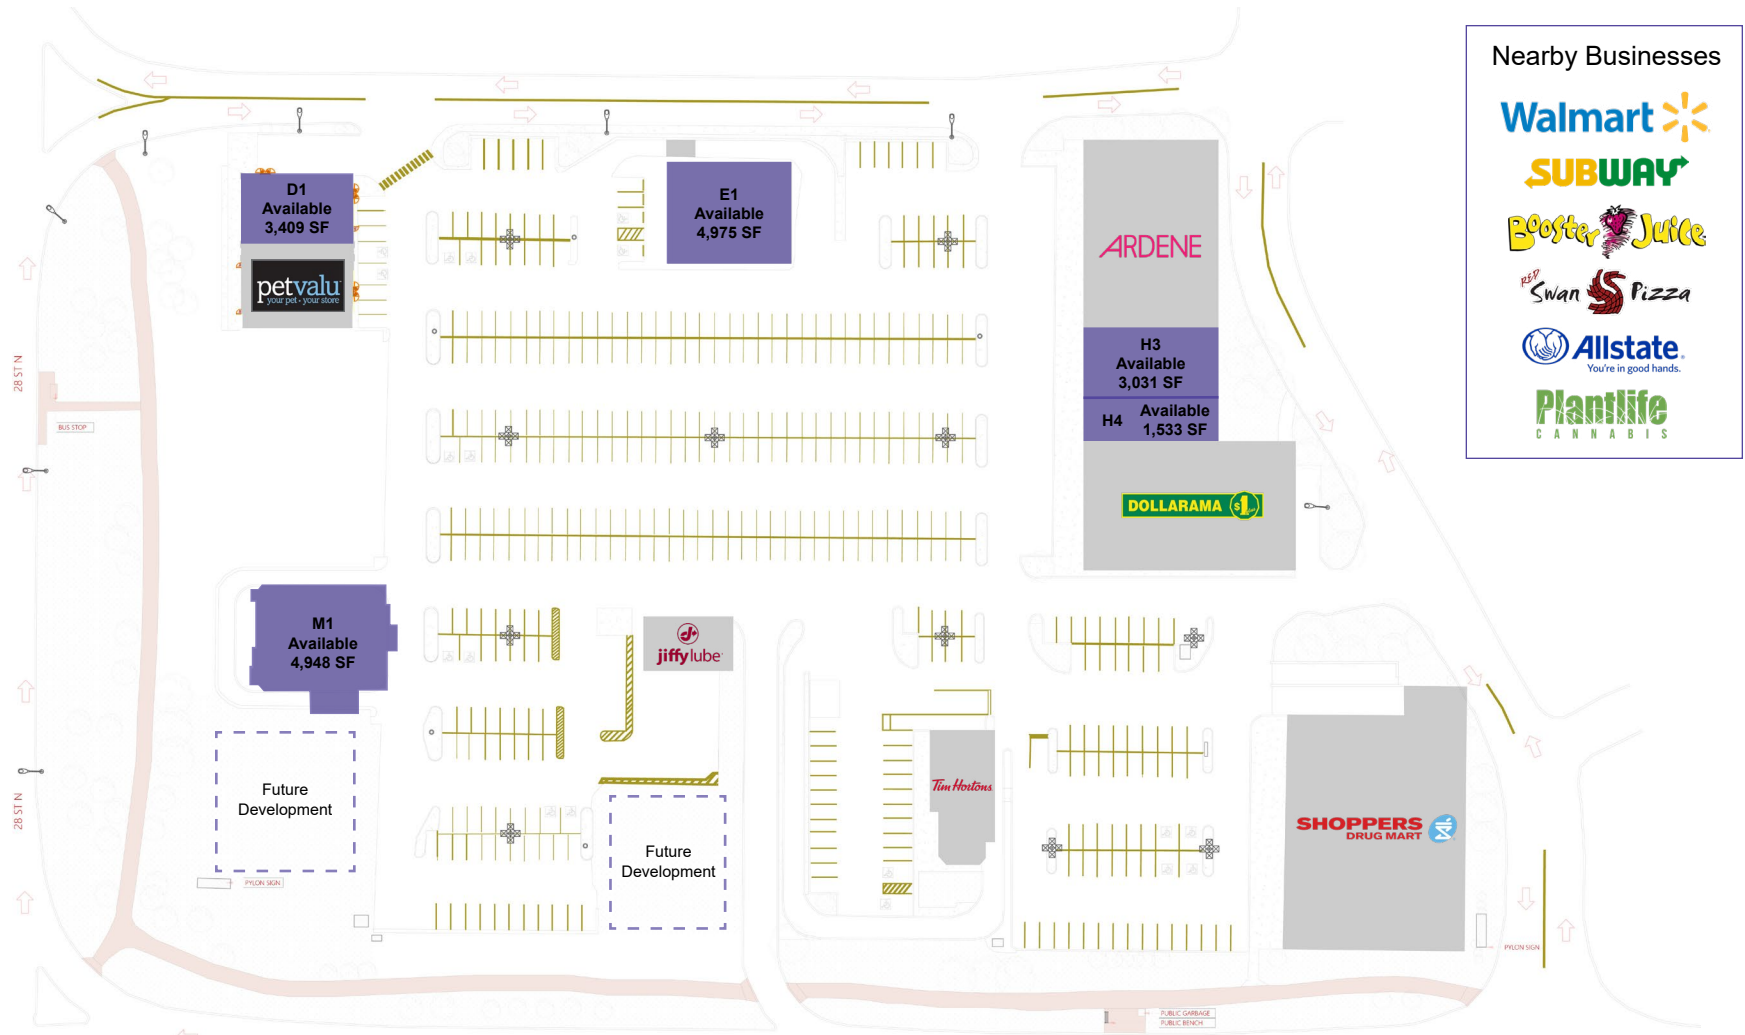 Nearby Businesses
Walmart
SUBWAY
Booster Juice
RED
Swan Pizza
Allstate.
You're in good hands.
Plantlife
CANNABIS
D1
Available
3,409 SF
petvalu
your pet • your store
E1
Available
4,975 SF
ARDENE
H3
Available
3,031 SF
H4
Available
1,533 SF
DOLLARAMA $1
28 ST N
BUS STOP
M1
Available
4,948 SF
jiffy lube
Future
Development
28 ST N
PYLON SIGN
Future
Development
Tim Hortons
SHOPPERS
DRUG MART
PYLON SIGN
PUBLIC GARBAGE
PUBLIC BENCH